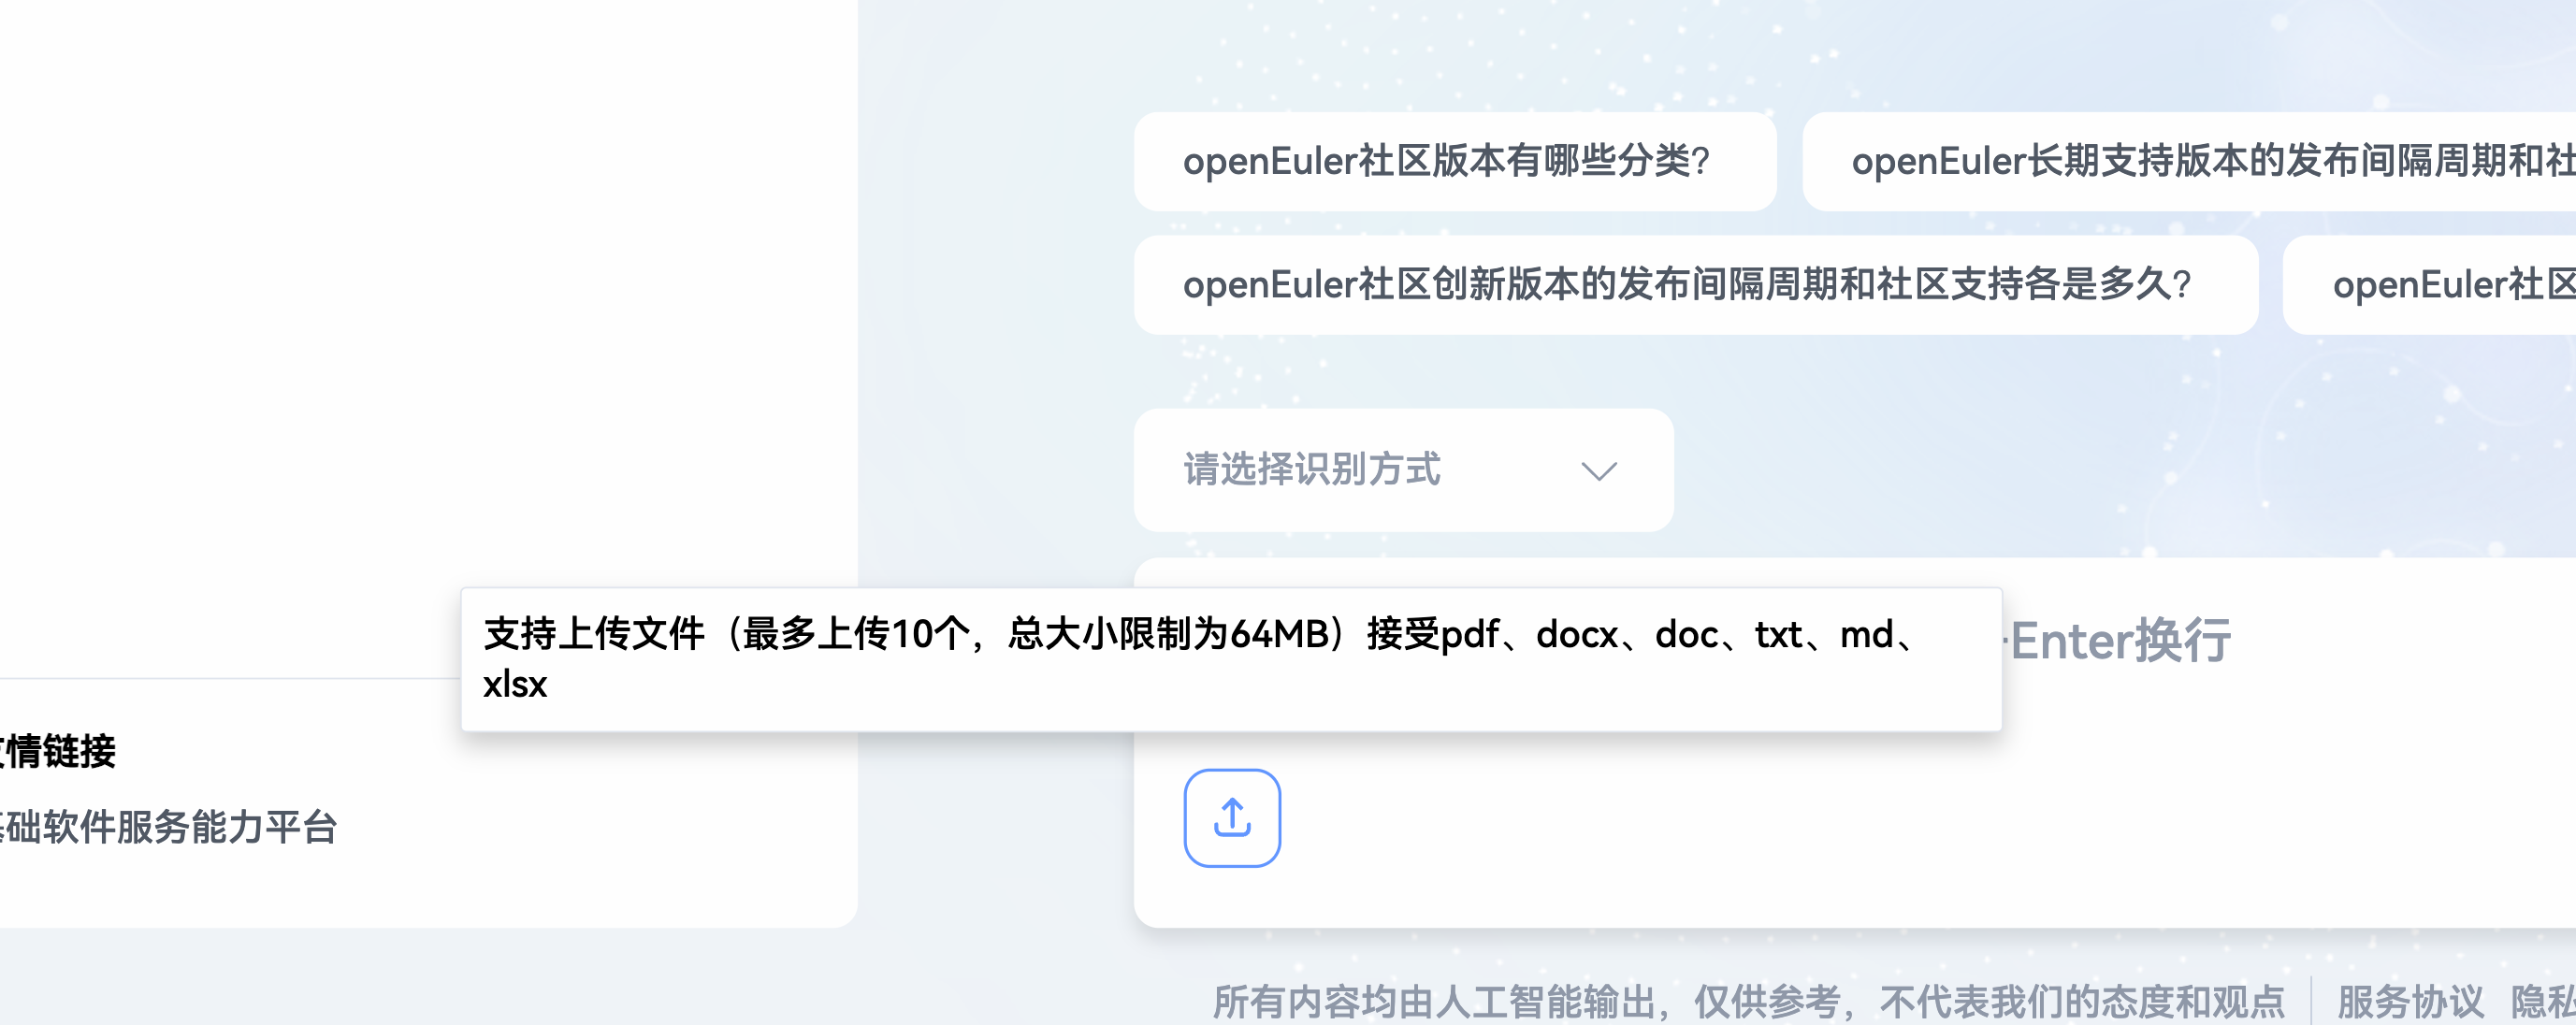 openEuler社区版本有哪些分类?
openEuler长期支持版本的发布间隔周期和社
openEuler社区创新版本的发布间隔周期和社区支持各是多久?
openEuler社区
请选择识别方式
支持上传文件（最多上传10个，总大小限制为64MB）接受pdf、docx、doc、txt、md、
xlsx
Enter换行
情链接
础软件服务能力平台
所有内容均由人工智能输出，仅供参考，不代表我们的态度和观点
服务协议 隐私